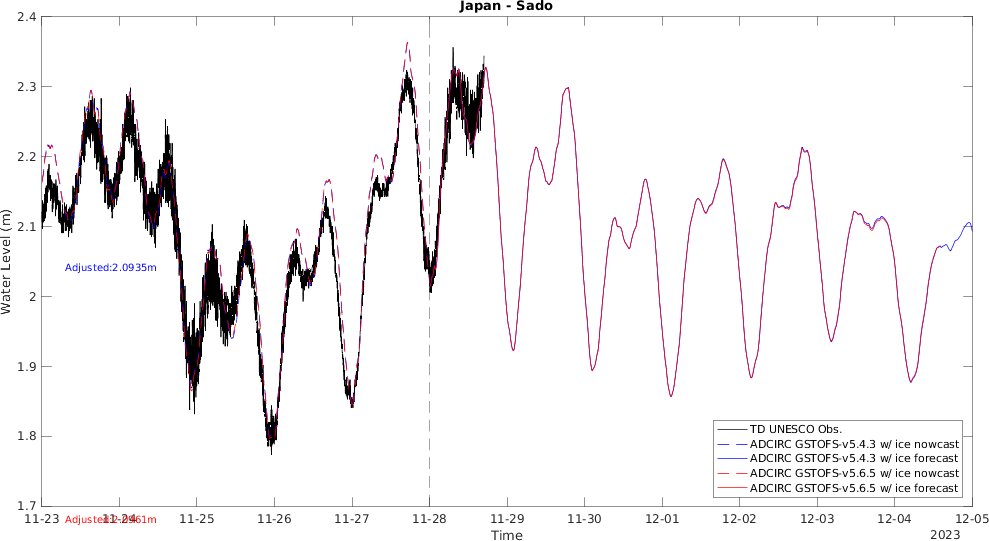 Japan - Sado
2.4
2.3
2.2
2.1
2
1.9
1.8
1.7
Water Level (m)
Adjusted:2.0935m
Adjusted:2.0961m
TD UNESCO Obs.
ADCIRC GSTOFS-v5.4.3 w/ ice nowcast
ADCIRC GSTOFS-v5.4.3 w/ ice forecast
ADCIRC GSTOFS-v5.6.5 w/ ice nowcast
ADCIRC GSTOFS-v5.6.5 w/ ice forecast
11-23 11-24 11-25 11-26 11-27 11-28 11-29 11-30 12-01 12-02 12-03 12-04 12-05
Time
2023